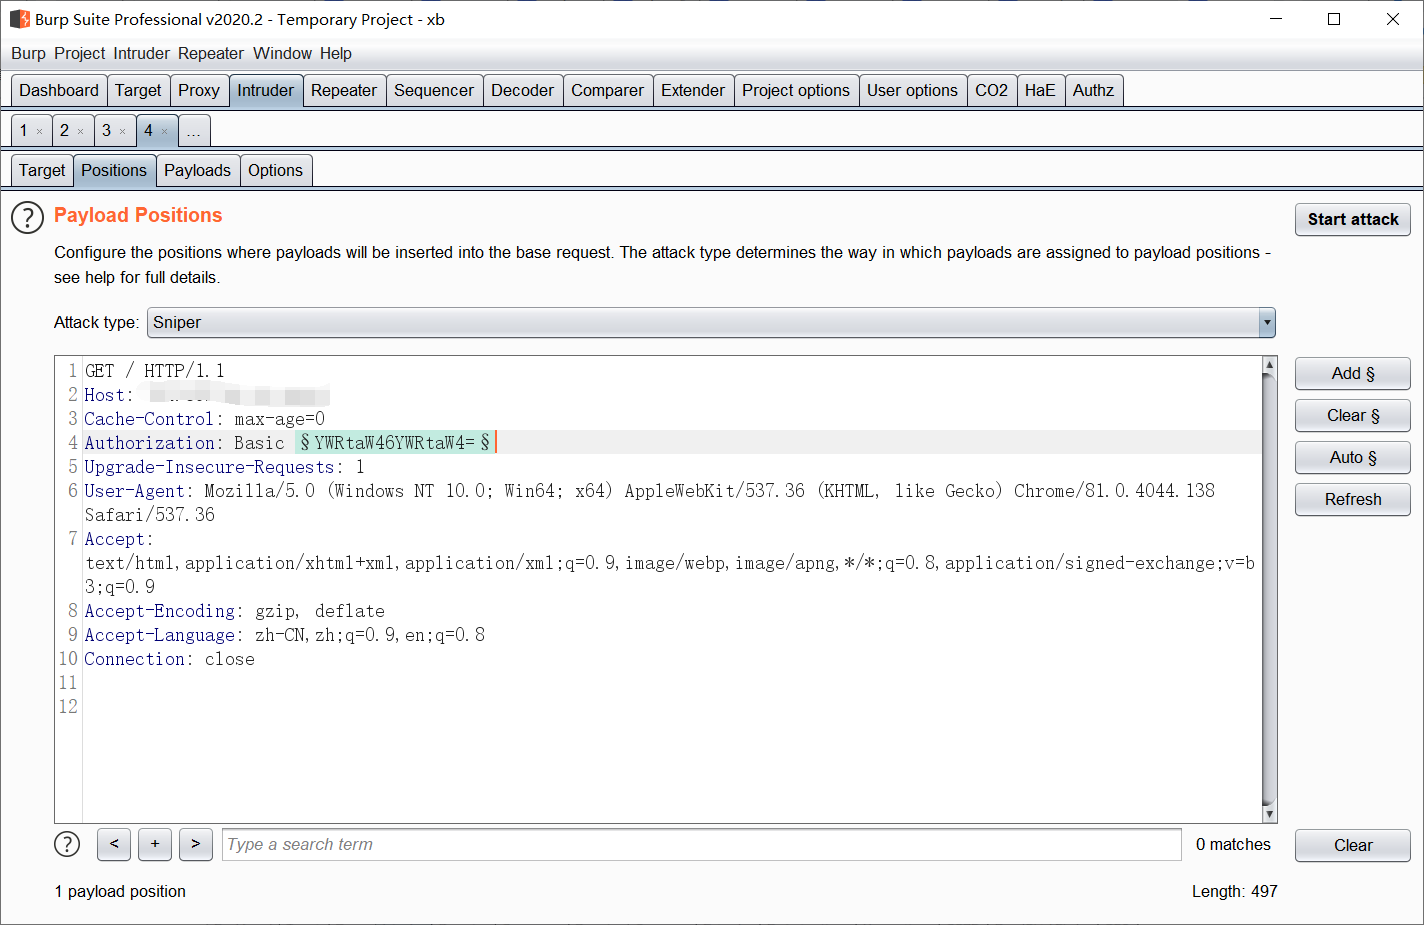 Burp Suite Professional v2020.2 - Temporary Project - xb
Burp Project Intruder Repeater Window Help
Dashboard Target Proxy Intruder Repeater Sequencer Decoder Comparer Extender Project options User options CO2 HaE Authz
1 × 2 × 3 × 4 × ...
Target Positions Payloads Options
? Payload Positions
Start attack
Configure the positions where payloads will be inserted into the base request. The attack type determines the way in which payloads are assigned to payload positions -
see help for full details.
Attack type: Sniper
1 GET / HTTP/1.1
2 Host:
3 Cache-Control: max-age=0
4 Authorization: Basic §YWRtaW46YWRtaW4=§
5 Upgrade-Insecure-Requests: 1
6 User-Agent: Mozilla/5.0 (Windows NT 10.0; Win64; x64) AppleWebKit/537.36 (KHTML, like Gecko) Chrome/81.0.4044.138
Safari/537.36
7 Accept:
text/html,application/xhtml+xml,application/xml;q=0.9,image/webp,image/apng,*/*;q=0.8,application/signed-exchange;v=b
3;q=0.9
8 Accept-Encoding: gzip, deflate
9 Accept-Language: zh-CN,zh;q=0.9,en;q=0.8
10 Connection: close
11
12
Add §
Clear §
Auto §
Refresh
? < + > Type a search term 0 matches Clear
1 payload position Length: 497